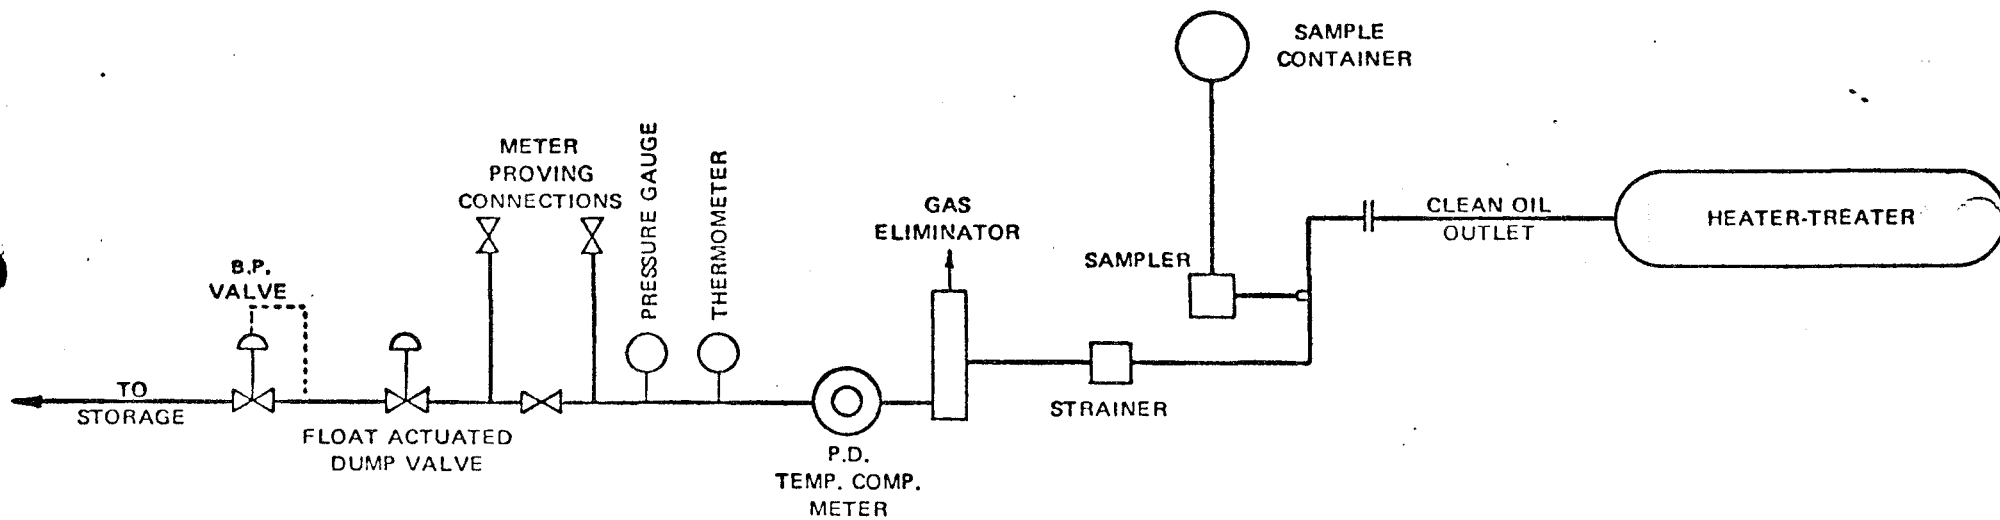 SAMPLE
CONTAINER
METER
PROVING
CONNECTIONS
PRESSURE GAUGE
THERMOMETER
GAS
ELIMINATOR
SAMPLER
CLEAN OIL
OUTLET
HEATER-TREATER
B.P.
VALVE
TO
STORAGE
FLOAT ACTUATED
DUMP VALVE
STRAINER
P.D.
TEMP. COMP.
METER